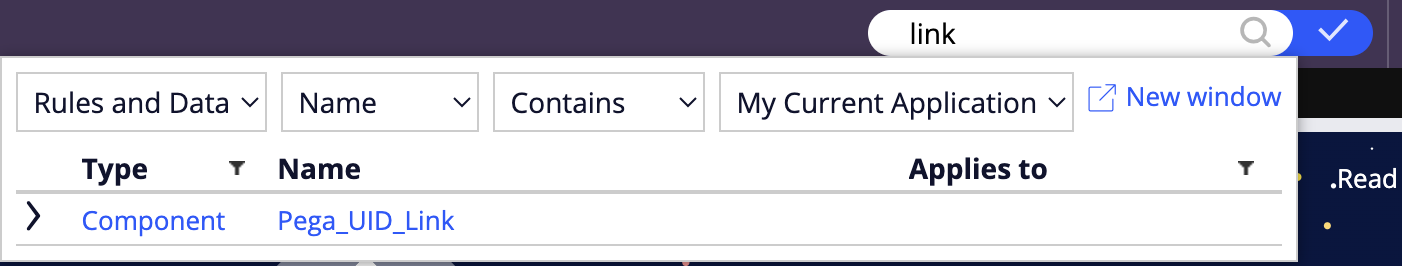 link
Rules and Data Name Contains My Current Application New window
Type Name Applies to
Component Pega_UID_Link
.Read